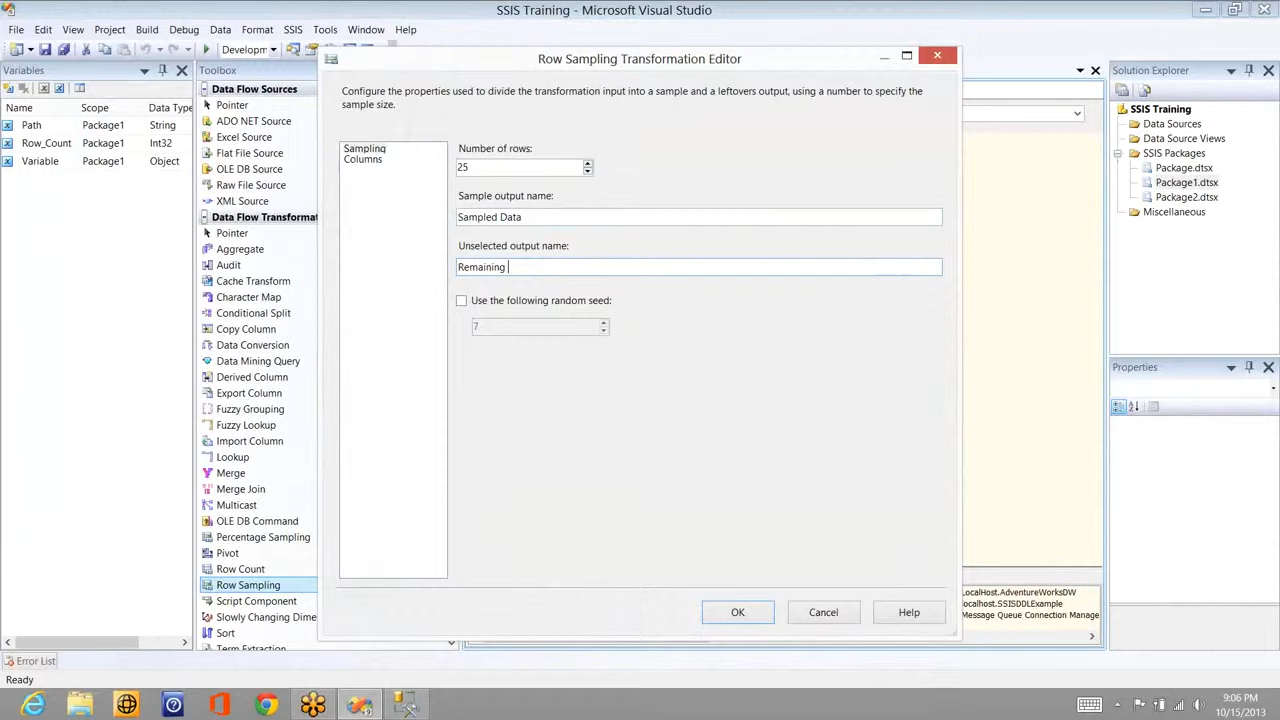 SSIS Training - Microsoft Visual Studio
File Edit View Project Build Debug Data Format SSIS Tools Window Help
Developm
Variables
Name Scope Data Type
Path Package1 String
Row_Count Package1 Int32
Variable Package1 Object
Toolbox
Data Flow Sources
Pointer
ADO NET Source
Excel Source
Flat File Source
OLE DB Source
Raw File Source
XML Source
Data Flow Transformat
Pointer
Aggregate
Audit
Cache Transform
Character Map
Conditional Split
Copy Column
Data Conversion
Data Mining Query
Derived Column
Export Column
Fuzzy Grouping
Fuzzy Lookup
Import Column
Lookup
Merge
Merge Join
Multicast
OLE DB Command
Percentage Sampling
Pivot
Row Count
Row Sampling
Script Component
Slowly Changing Dime
Sort
Term Extraction
Row Sampling Transformation Editor
Configure the properties used to divide the transformation input into a sample and a leftovers output, using a number to specify the
sample size.
Sampling
Columns
Number of rows:
25
Sample output name:
Sampled Data
Unselected output name:
Remaining
Use the following random seed:
7
OK Cancel Help
LocalHost.AdventureWorksDW
localhost.SSISDDLExample
Message Queue Connection Manage
Solution Explorer
SSIS Training
Data Sources
Data Source Views
SSIS Packages
Package.dtsx
Package1.dtsx
Package2.dtsx
Miscellaneous
Properties
Error List
Ready
9:06 PM
10/15/2013